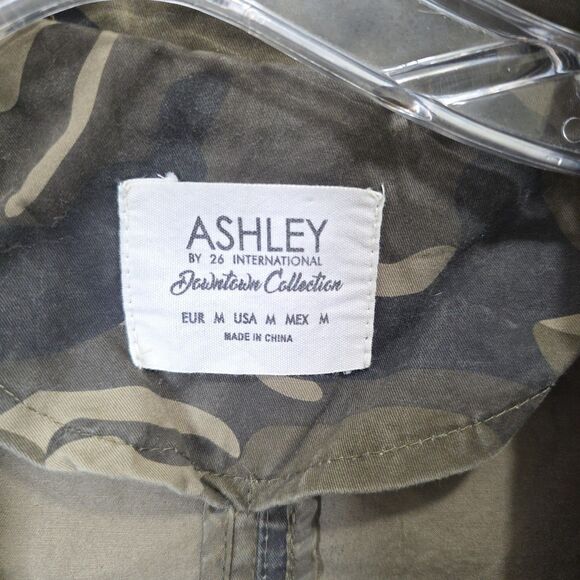 ASHLEY
BY 26 INTERNATIONAL
Downtown Collection
EUR M USA M MEX M
MADE IN CHINA